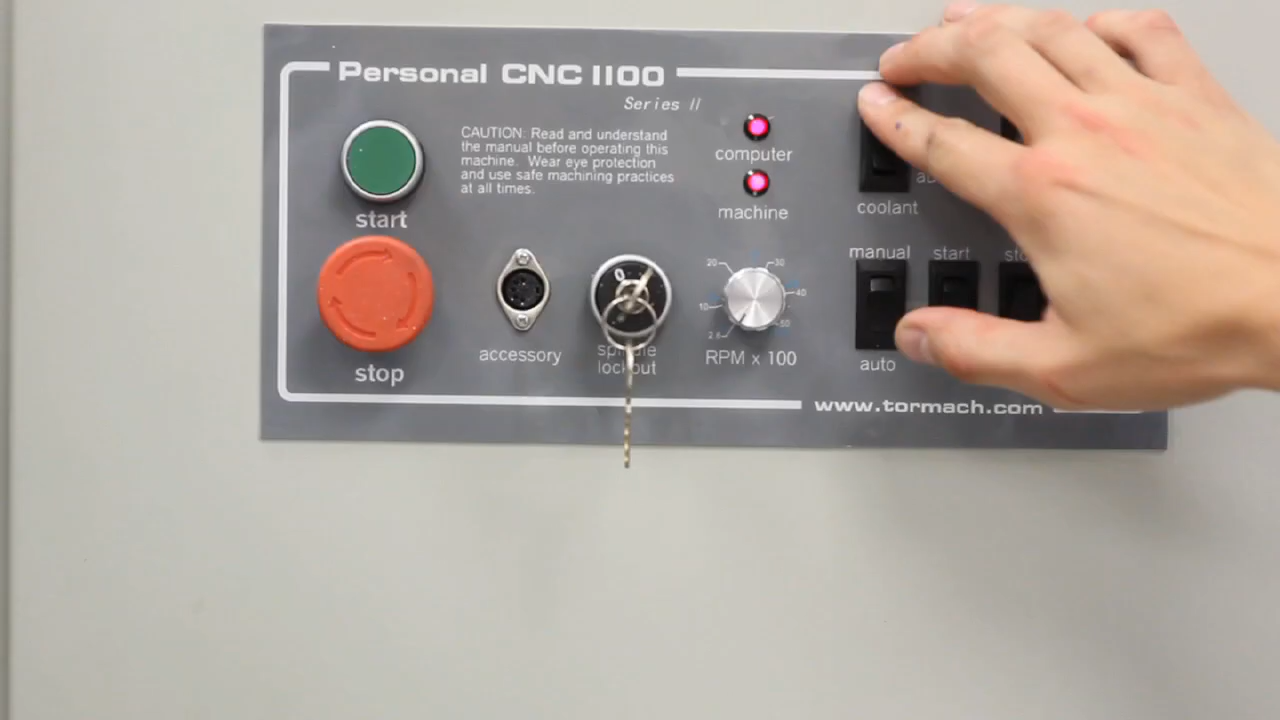 Personal CNC 1100
Series II
CAUTION: Read and understand
the manual before operating this
machine. Wear eye protection
and use safe machining practices
at all times.
computer
machine
start
stop
accessory
0
spindle
lockout
20
30
10
40
50
RPM x 100
coolant
manual
start
auto
www.tormach.com